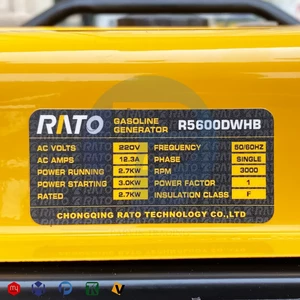 RATO GASOLINE GENERATOR R5600DWHB
AC VOLTS 220V FREQUENCY 50/60HZ
AC AMPS 12.3A PHASE SINGLE
POWER RUNNING 2.7KW RPM 3000
POWER STARTING 3.0KW POWER FACTOR 1
RATED 2.7KW INSULATION CLASS F
CHONGQING RATO TECHNOLOGY CO.,LTD